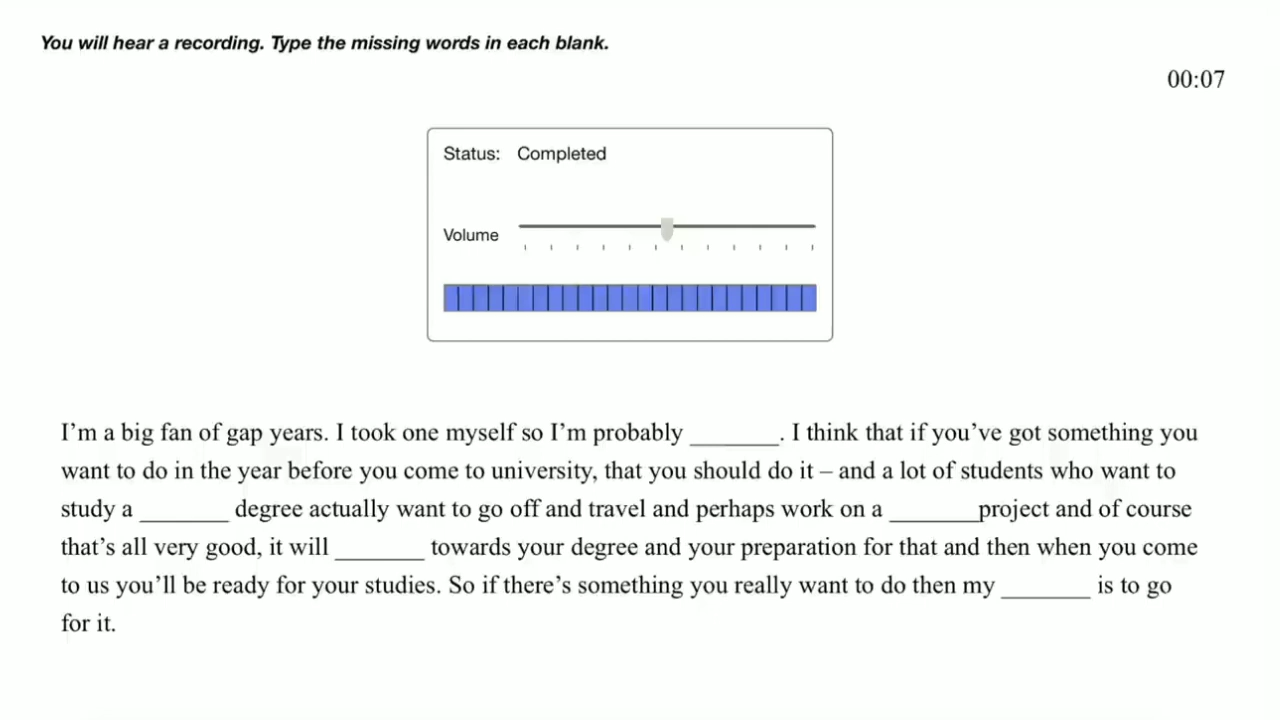 You will hear a recording. Type the missing words in each blank.
00:07
Status: Completed
Volume
I’m a big fan of gap years. I took one myself so I’m probably ________. I think that if you’ve got something you
want to do in the year before you come to university, that you should do it – and a lot of students who want to
study a ________ degree actually want to go off and travel and perhaps work on a ________project and of course
that’s all very good, it will ________ towards your degree and your preparation for that and then when you come
to us you’ll be ready for your studies. So if there’s something you really want to do then my ________ is to go
for it.